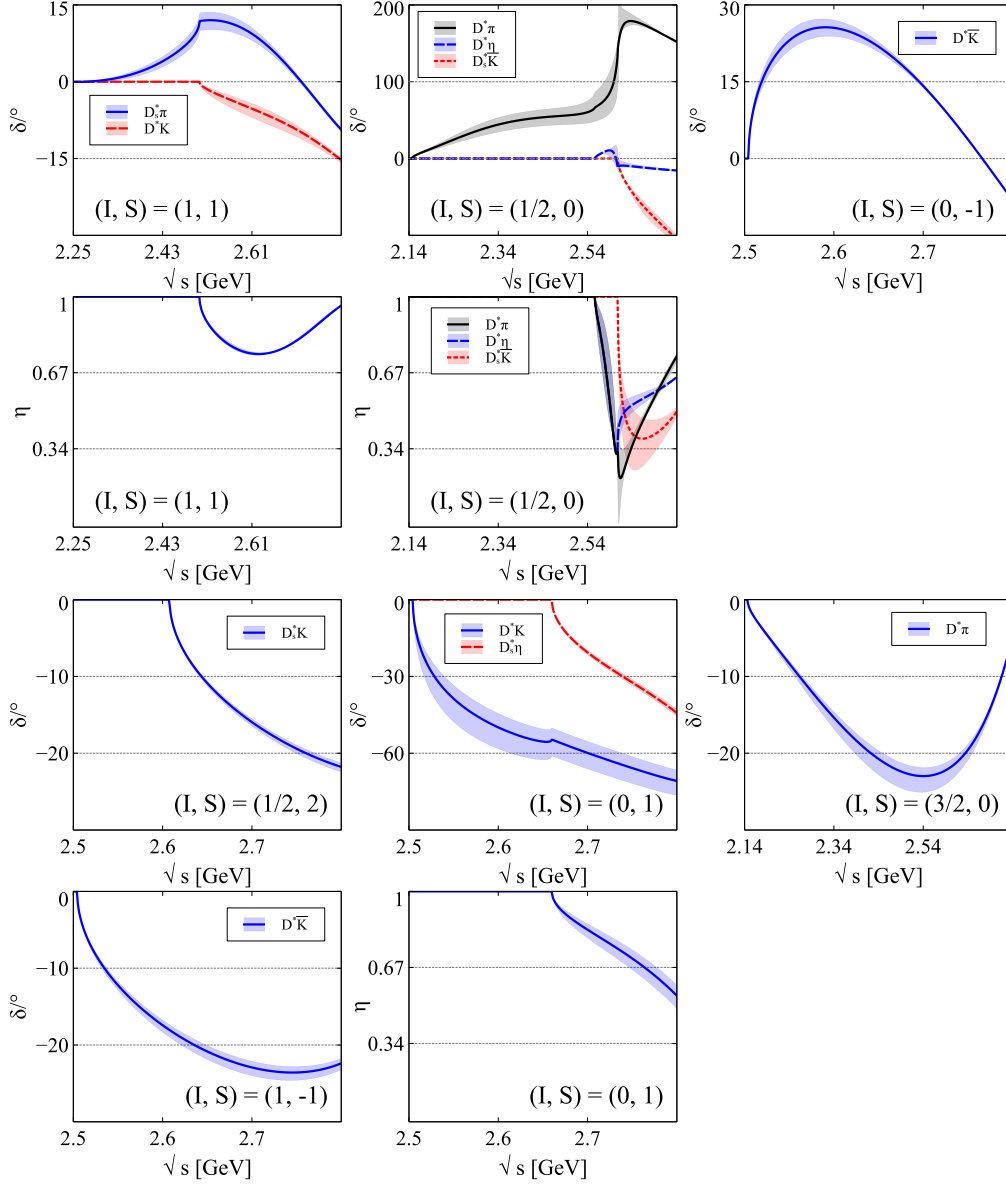 15
0
−15
δ/°
D*sπ
D*K
(I, S) = (1, 1)
2.25
2.43
2.61
√ s [GeV]
200
100
0
δ/°
D*π
D*η
D*sK̅
(I, S) = (1/2, 0)
2.14
2.34
2.54
√ s [GeV]
30
15
0
δ/°
D*K̅
(I, S) = (0, -1)
2.5
2.6
2.7
√ s [GeV]
1
0.67
0.34
η
(I, S) = (1, 1)
2.25
2.43
2.61
√ s [GeV]
1
0.67
0.34
η
D*π
D*η
D*sK̅
(I, S) = (1/2, 0)
2.14
2.34
2.54
√ s [GeV]
0
−10
−20
δ/°
D*sK
(I, S) = (1/2, 2)
2.5
2.6
2.7
√ s [GeV]
0
−30
−60
δ/°
D*K
D*sη
(I, S) = (0, 1)
2.5
2.6
2.7
√ s [GeV]
0
−10
−20
δ/°
D*π
(I, S) = (3/2, 0)
2.14
2.34
2.54
√ s [GeV]
0
−10
−20
δ/°
D*K̅
(I, S) = (1, -1)
2.5
2.6
2.7
√ s [GeV]
1
0.67
0.34
η
(I, S) = (0, 1)
2.5
2.6
2.7
√ s [GeV]